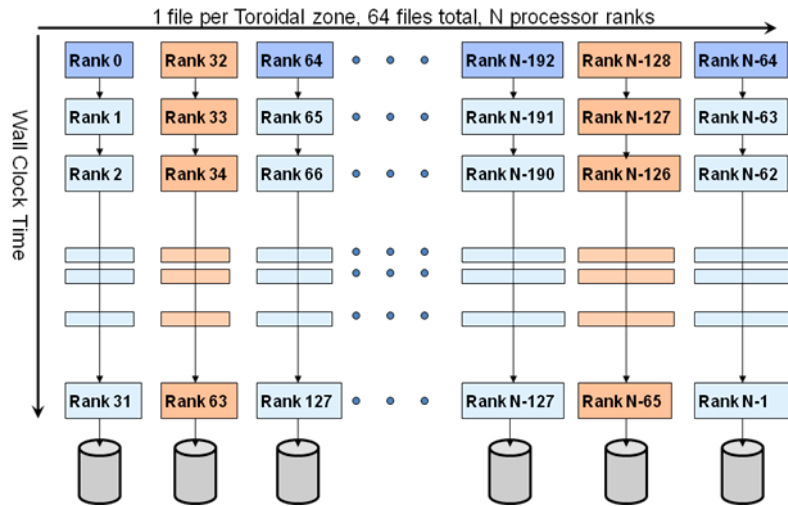 1 file per Toroidal zone, 64 files total, N processor ranks
Wall Clock Time
Rank 0 Rank 32 Rank 64 Rank N-192 Rank N-128 Rank N-64
Rank 1 Rank 33 Rank 65 Rank N-191 Rank N-127 Rank N-63
Rank 2 Rank 34 Rank 66 Rank N-190 Rank N-126 Rank N-62
Rank 31 Rank 63 Rank 127 Rank N-127 Rank N-65 Rank N-1